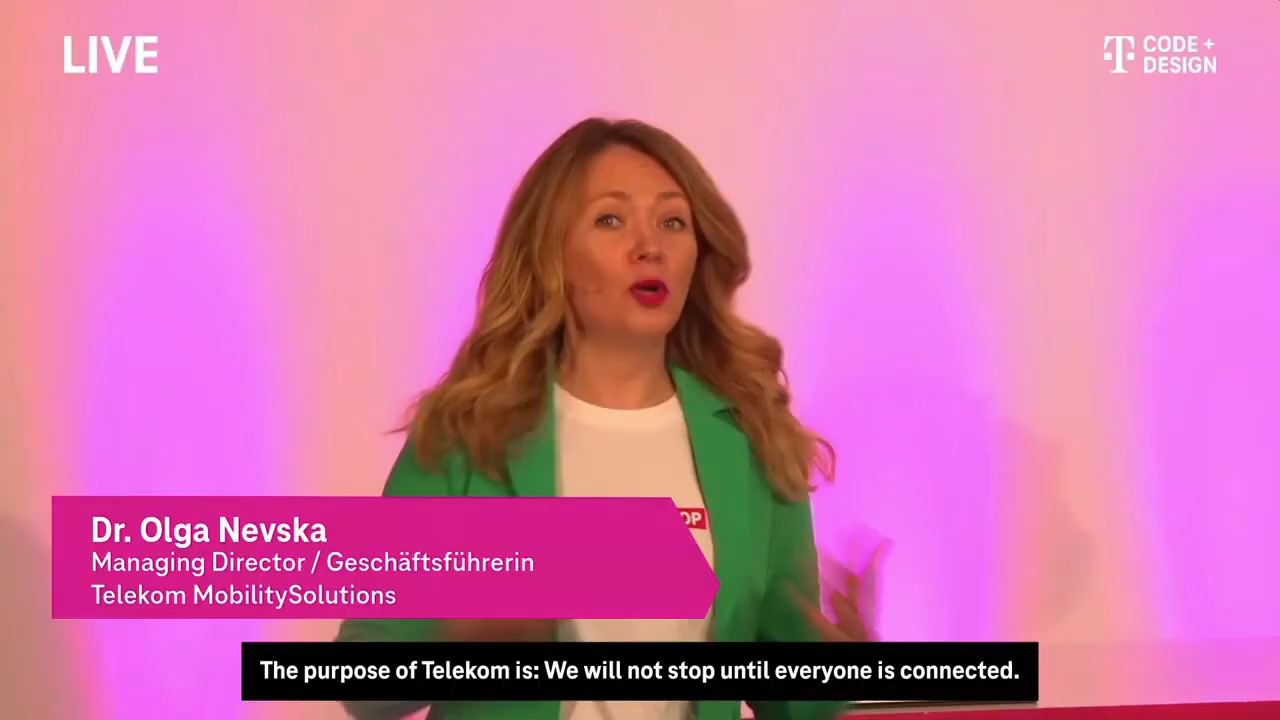 LIVE
T CODE +
DESIGN
OP
Dr. Olga Nevska
Managing Director / Geschäftsführerin
Telekom MobilitySolutions
The purpose of Telekom is: We will not stop until everyone is connected.